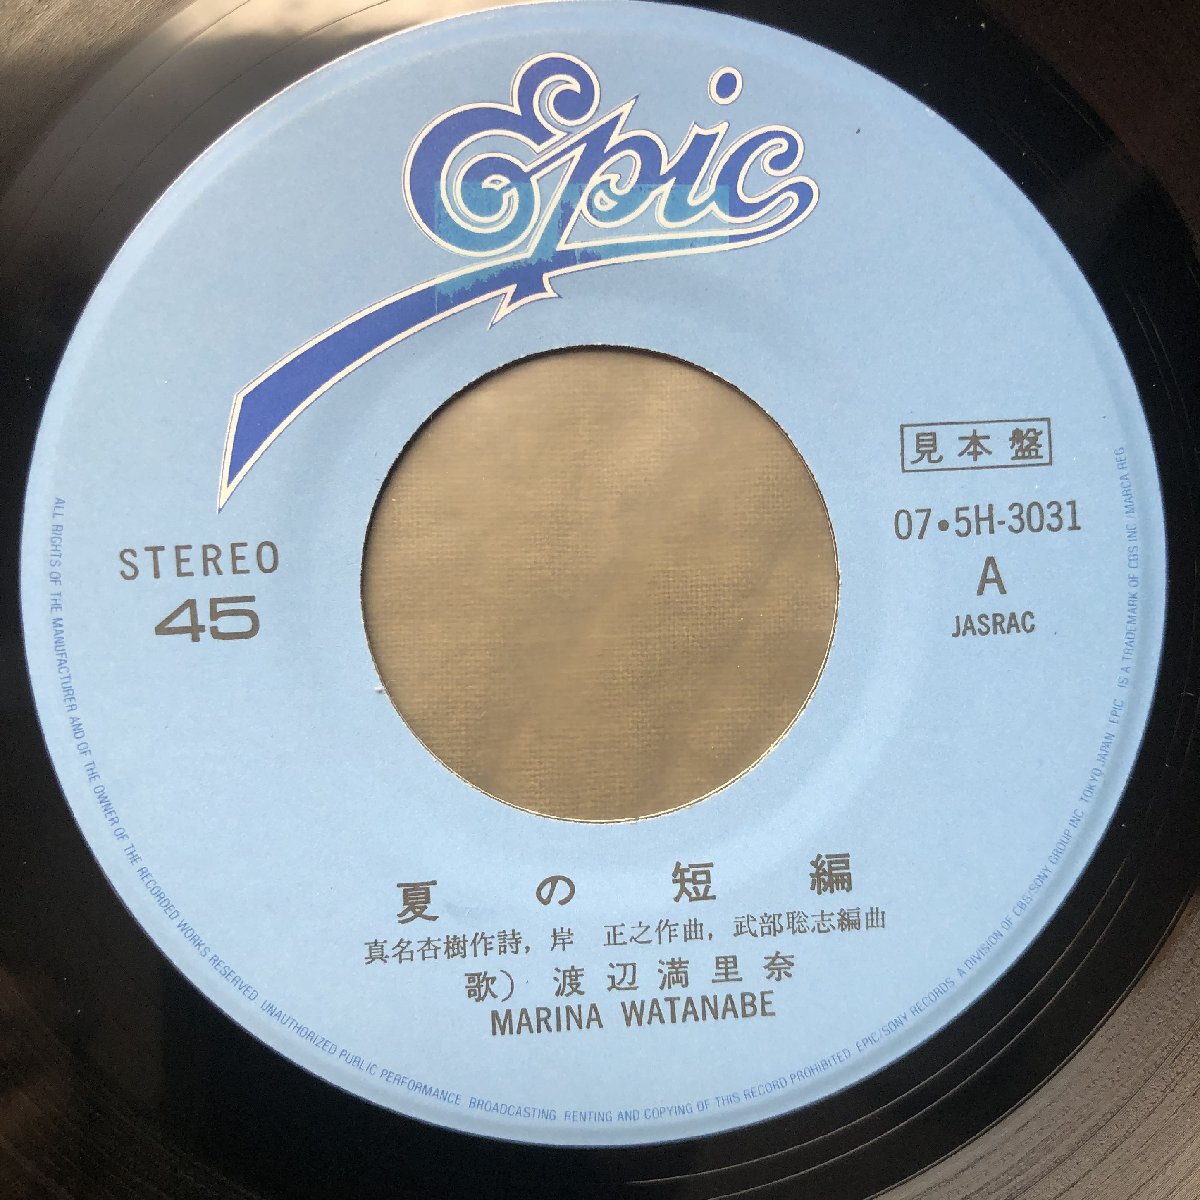 Epic
見本盤
07・5H-3031
A
JASRAC
STEREO
45
夏の短編
真名杏樹作詩, 岸 正之作曲, 武部聡志編曲
歌) 渡辺満里奈
MARINA WATANABE
ALL RIGHTS OF THE MANUFACTURER AND OF THE OWNER OF THE RECORDED WORKS RESERVED. UNAUTHORIZED PUBLIC PERFORMANCE BROADCASTING RENTING AND COPYING OF THIS RECORD PROHIBITED EPIC/SONY RECORDS. A DIVISION OF CBS/SONY GROUP INC TOKYO JAPAN EPIC IS A TRADEMARK OF CBS INC /MARCA REG